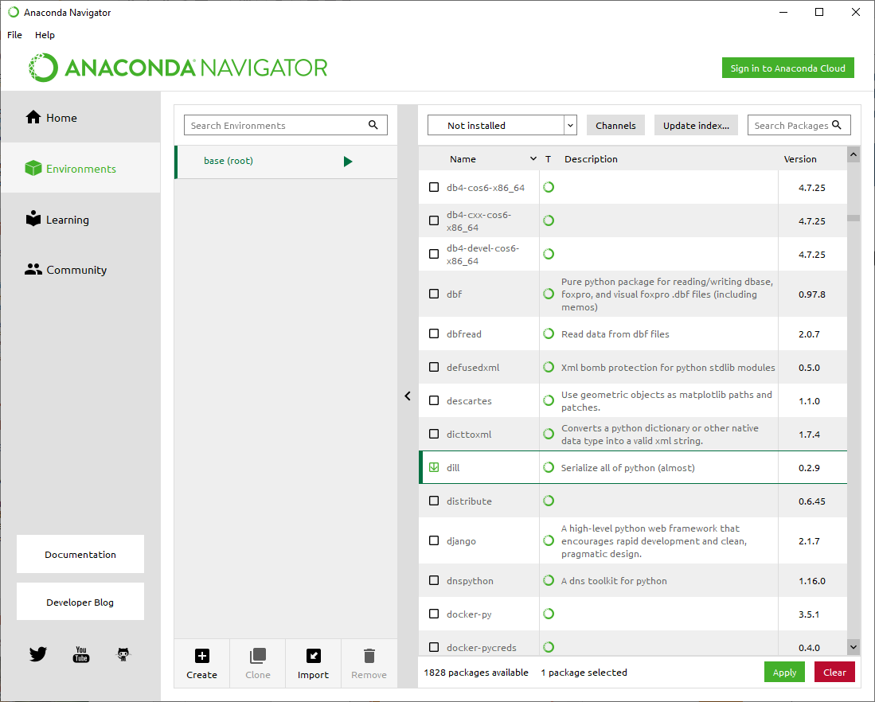 Anaconda Navigator
File Help
ANACONDA NAVIGATOR
Sign in to Anaconda Cloud
Home
Environments
Learning
Community
Documentation
Developer Blog
You
Tube
Search Environments
base (root)
Create
Clone
Import
Remove
Not installed
Channels
Update index...
Search Packages
Name T Description Version
db4-cos6-x86_64 4.7.25
db4-cxx-cos6-
x86_64 4.7.25
db4-devel-cos6-
x86_64 4.7.25
dbf Pure python package for reading/writing dbase,
foxpro, and visual foxpro .dbf files (including
memos) 0.97.8
dbfread Read data from dbf files 2.0.7
defusedxml Xml bomb protection for python stdlib modules 0.5.0
descartes Use geometric objects as matplotlib paths and
patches. 1.1.0
dicttoxml Converts a python dictionary or other native
data type into a valid xml string. 1.7.4
dill Serialize all of python (almost) 0.2.9
distribute 0.6.45
django A high-level python web framework that
encourages rapid development and clean,
pragmatic design. 2.1.7
dnspython A dns toolkit for python 1.16.0
docker-py 3.5.1
docker-pycreds 0.4.0
1828 packages available 1 package selected
Apply
Clear